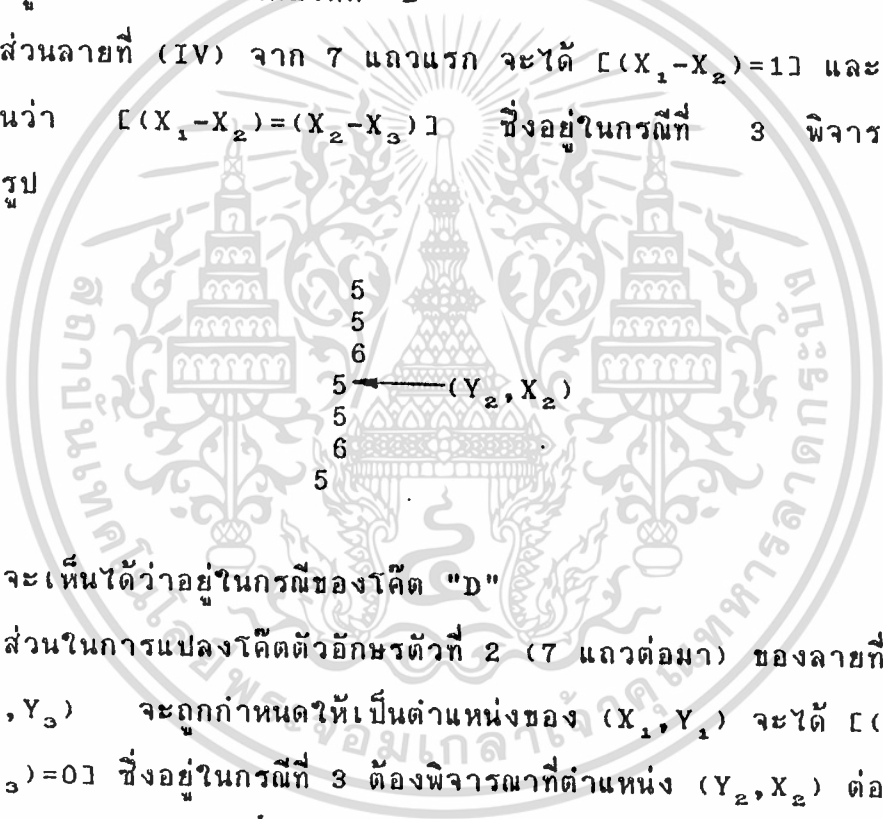 ส่วนลายที่ (IV) จาก 7 แถวแรก จะได้ [(X₁-X₂)=1] และ
นว่า [(X₁-X₂)=(X₂-X₃)] ซึ่งอยู่ในกรณีที่ 3 พิจาร
รูป
5
5
6
5 (Y₂,X₂)
5
6
5
จะเห็นได้ว่าอยู่ในกรณีของโค๊ต "D"
ส่วนในการแปลงโค๊ตตัวอักษรตัวที่ 2 (7 แถวต่อมา) ของลายที่
,Y₃) จะถูกกำหนดให้เป็นตำแหน่งของ (X₁,Y₁) จะได้ [(
₃)=0] ซึ่งอยู่ในกรณีที่ 3 ต้องพิจารณาที่ตำแหน่ง (Y₂,X₂) ต่อ